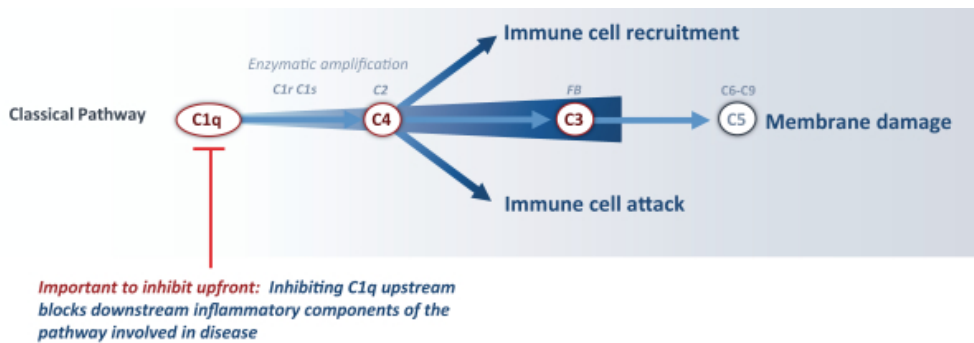 Immune cell recruitment
Enzymatic amplification
C1r C1s
C2
FB
C6-C9
Classical Pathway
C1q
C4
C3
C5
Membrane damage
Immune cell attack
Important to inhibit upfront: Inhibiting C1q upstream
blocks downstream inflammatory components of the
pathway involved in disease